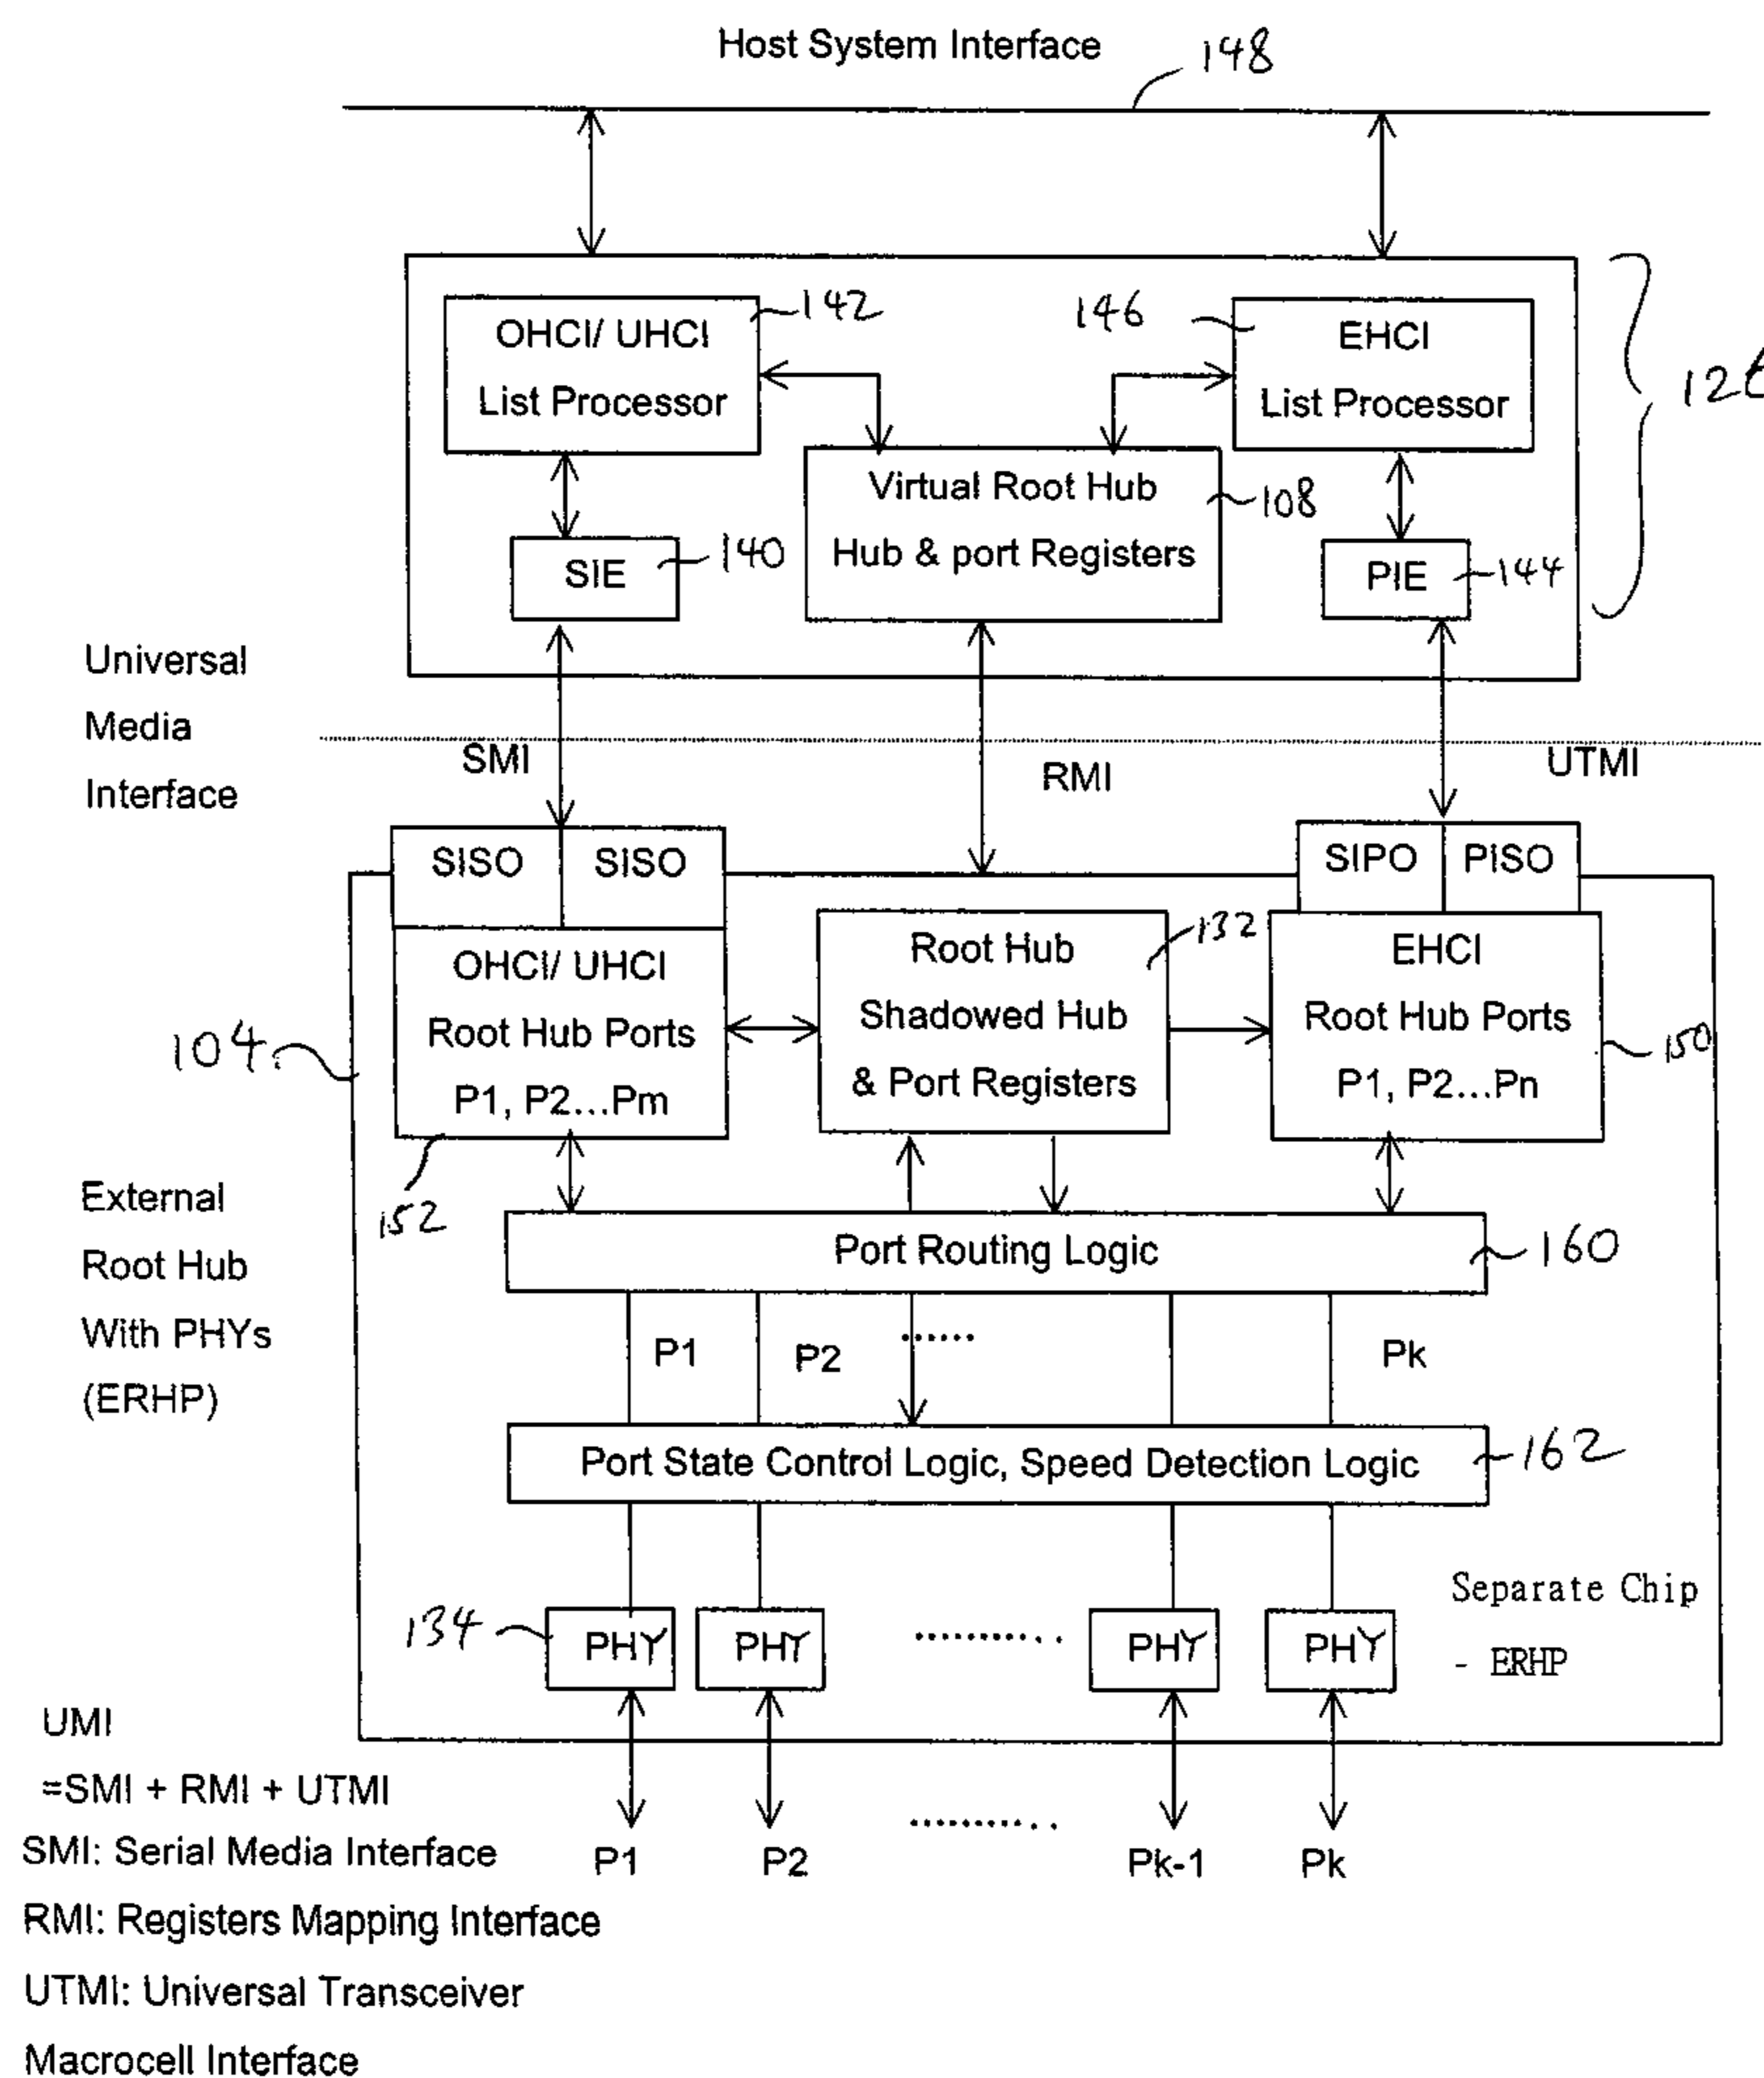 Host System Interface
148
OHCI/ UHCI
List Processor
142
146
EHCI
List Processor
Virtual Root Hub
Hub & port Registers
108
SIE
140
PIE
144
Universal
Media
Interface
SMI
RMI
UTMI
SISO
SISO
SIPO
PISO
OHCI/ UHCI
Root Hub Ports
P1, P2...Pm
152
Root Hub
Shadowed Hub
& Port Registers
132
EHCI
Root Hub Ports
P1, P2...Pn
150
104
External
Root Hub
With PHYs
(ERHP)
Port Routing Logic
160
P1
P2
......
Pk
Port State Control Logic, Speed Detection Logic
162
134
PHY
PHY
..........
PHY
PHY
Separate Chip
- ERHP
UMI
=SMI + RMI + UTMI
SMI: Serial Media Interface
RMI: Registers Mapping Interface
UTMI: Universal Transceiver
Macrocell Interface
P1
P2
..........
Pk-1
Pk